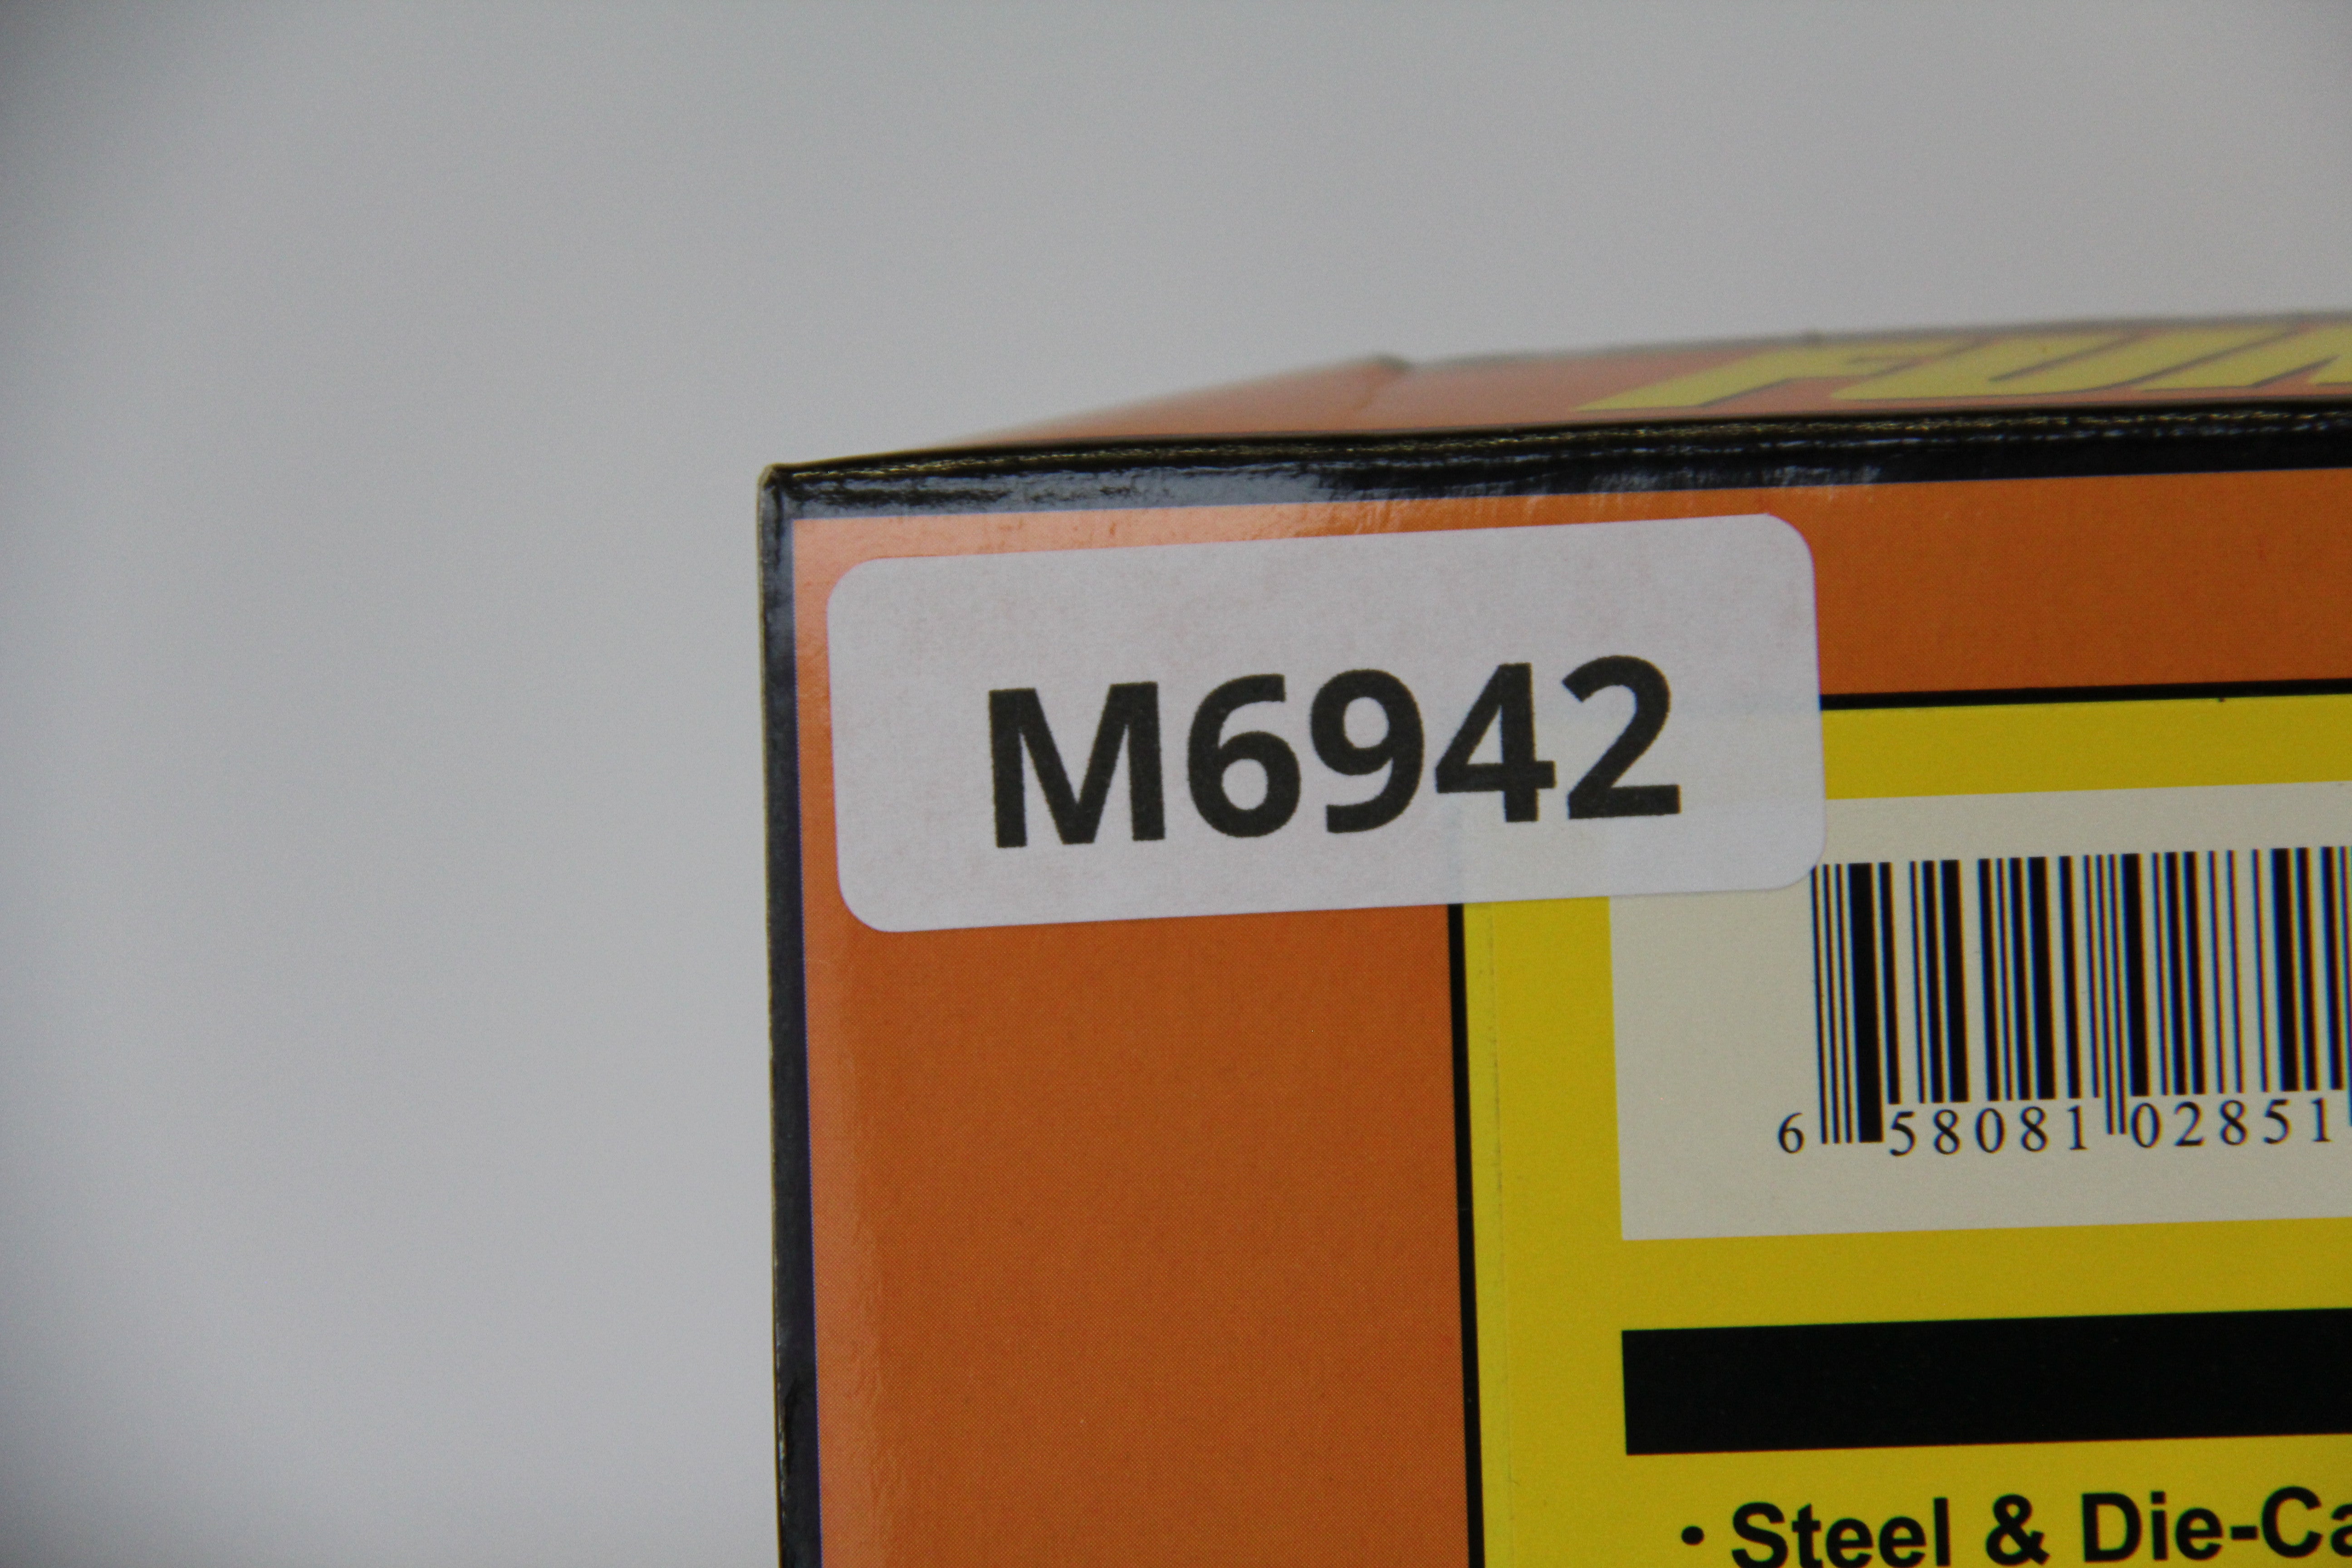 M6942
6 58081 02851
• Steel & Die-Ca